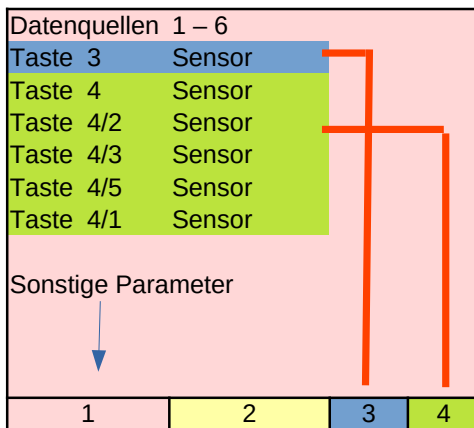 Datenquellen 1 – 6
Taste 3 Sensor
Taste 4 Sensor
Taste 4/2 Sensor
Taste 4/3 Sensor
Taste 4/5 Sensor
Taste 4/1 Sensor
Sonstige Parameter
1 2 3 4